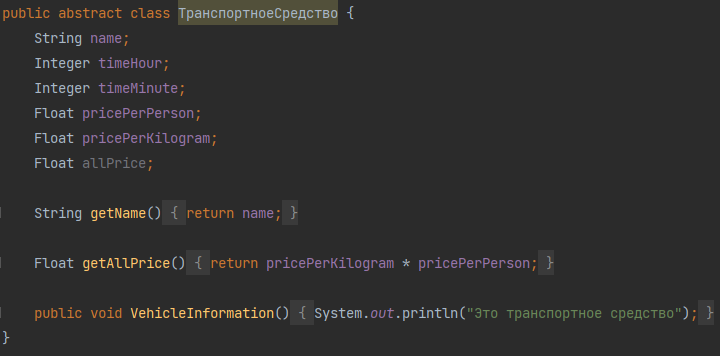 public abstract class ТранспортноеСредство {
String name;
Integer timeHour;
Integer timeMinute;
Float pricePerPerson;
Float pricePerKilogram;
Float allPrice;
String getName() { return name; }
Float getAllPrice() { return pricePerKilogram * pricePerPerson; }
public void VehicleInformation() { System.out.println("Это транспортное средство"); }
}